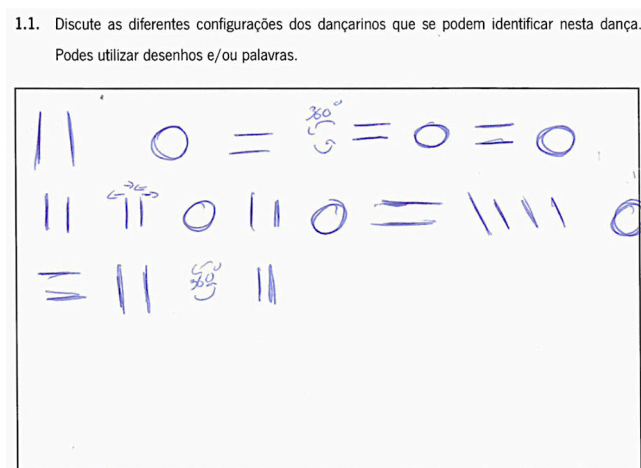 1.1. Discute as diferentes configurações dos dançarinos que se podem identificar nesta dança.
Podes utilizar desenhos e/ou palavras.
360°
360°